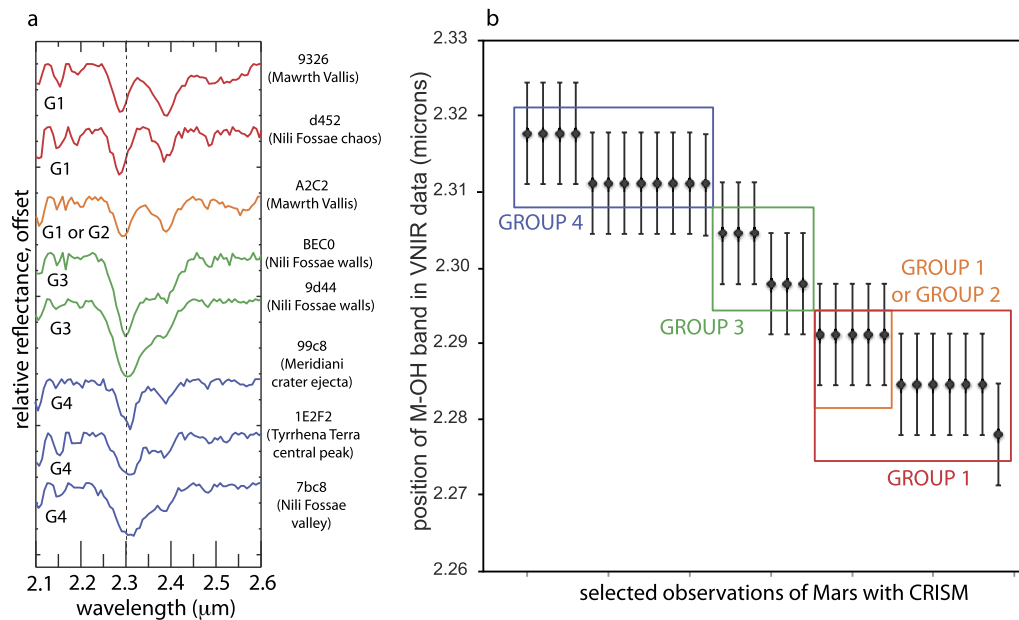 a
relative reflectance, offset
9326
(Mawrth Vallis)
G1
d452
(Nili Fossae chaos)
G1
A2C2
(Mawrth Vallis)
G1 or G2
BEC0
(Nili Fossae walls)
G3
9d44
(Nili Fossae walls)
G3
99c8
(Meridiani
crater ejecta)
G4
1E2F2
(Tyrrhena Terra
central peak)
G4
7bc8
(Nili Fossae
valley)
G4
2.1 2.2 2.3 2.4 2.5 2.6
wavelength (μm)
b
position of M-OH band in VNIR data (microns)
2.33
2.32
2.31
2.30
2.29
2.28
2.27
2.26
GROUP 4
GROUP 3
GROUP 1
or GROUP 2
GROUP 1
selected observations of Mars with CRISM